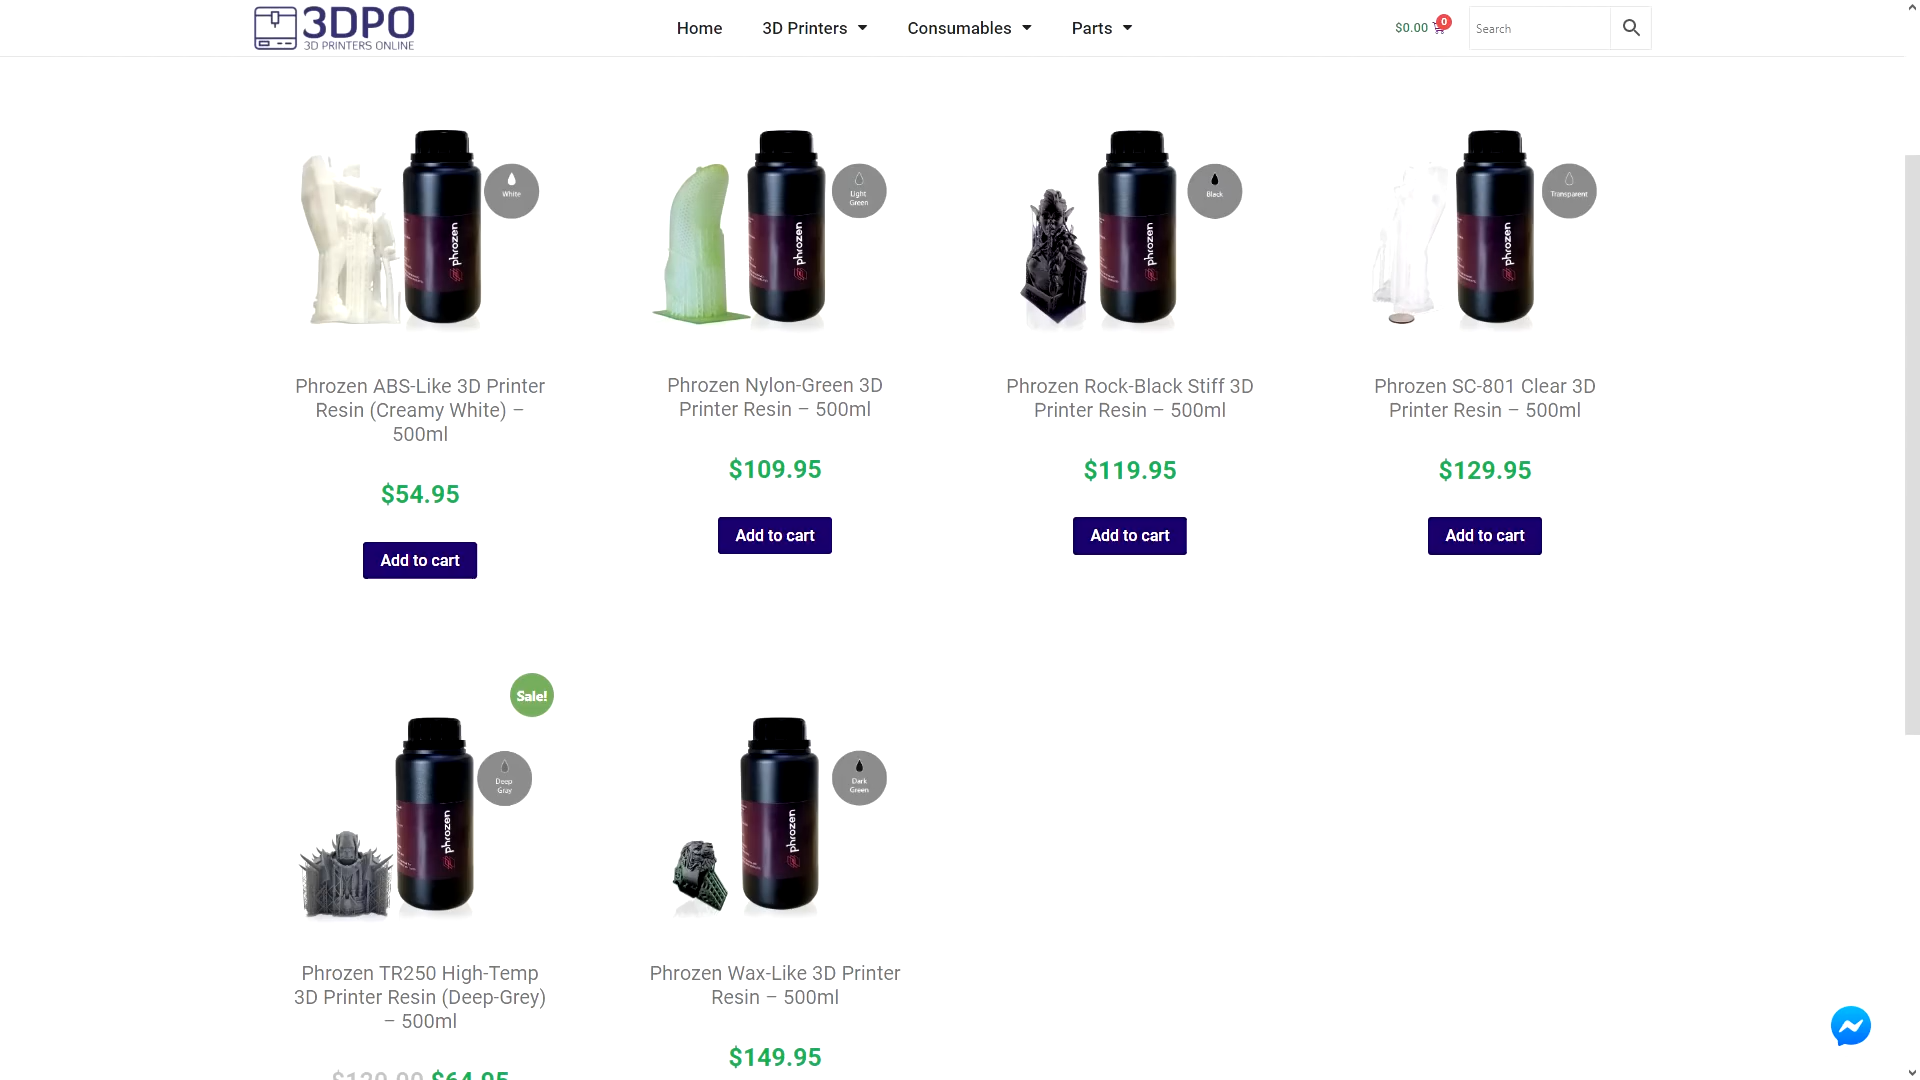 3DPO
3D PRINTERS ONLINE
Home
3D Printers
Consumables
Parts
$0.00
0
Search
White
phrozen
Light
Green
phrozen
Black
phrozen
Transparent
phrozen
Phrozen ABS-Like 3D Printer
Resin (Creamy White) –
500ml
$54.95
Add to cart
Phrozen Nylon-Green 3D
Printer Resin – 500ml
$109.95
Add to cart
Phrozen Rock-Black Stiff 3D
Printer Resin – 500ml
$119.95
Add to cart
Phrozen SC-801 Clear 3D
Printer Resin – 500ml
$129.95
Add to cart
Sale!
Deep
Gray
phrozen
Dark
Green
phrozen
Phrozen TR250 High-Temp
3D Printer Resin (Deep-Grey)
– 500ml
$64.95
Phrozen Wax-Like 3D Printer
Resin – 500ml
$149.95